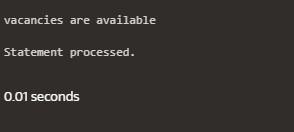 vacancies are available
Statement processed.
0.01 seconds